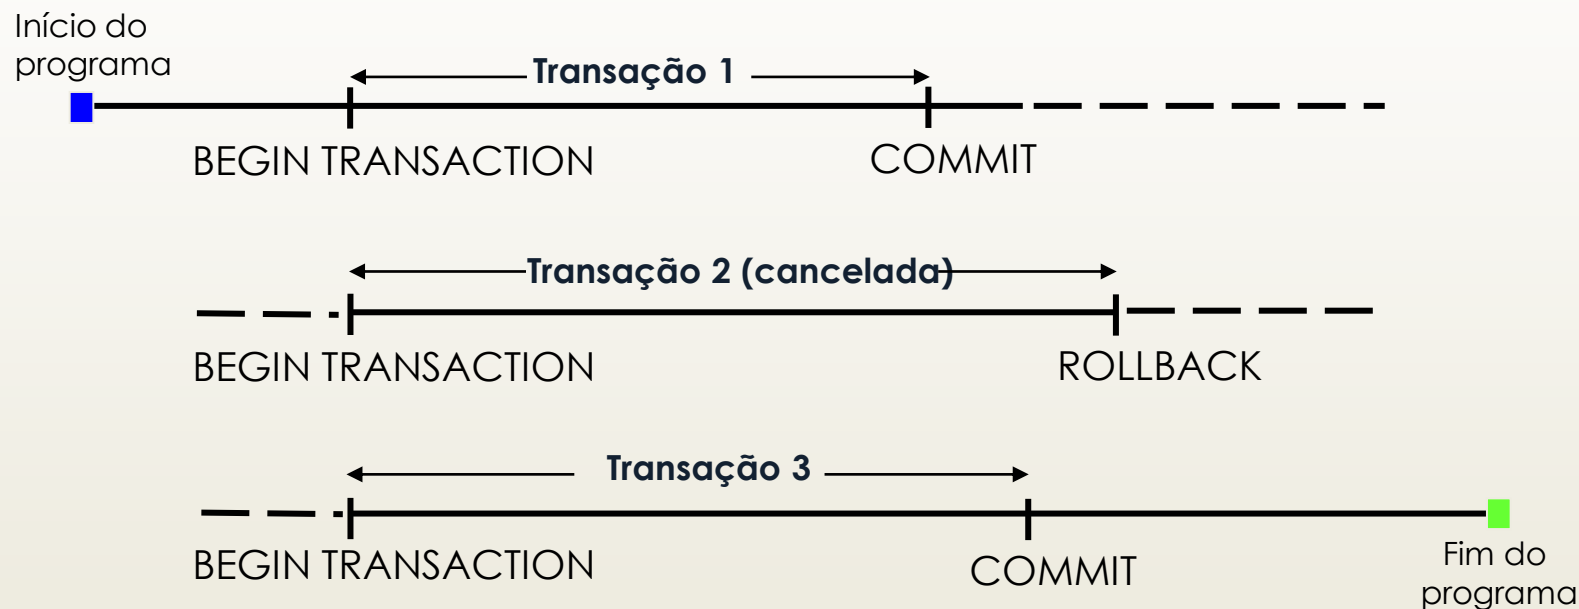 Início do
programa
Transação 1
BEGIN TRANSACTION
COMMIT
Transação 2 (cancelada)
BEGIN TRANSACTION
ROLLBACK
Transação 3
BEGIN TRANSACTION
COMMIT
Fim do
programa